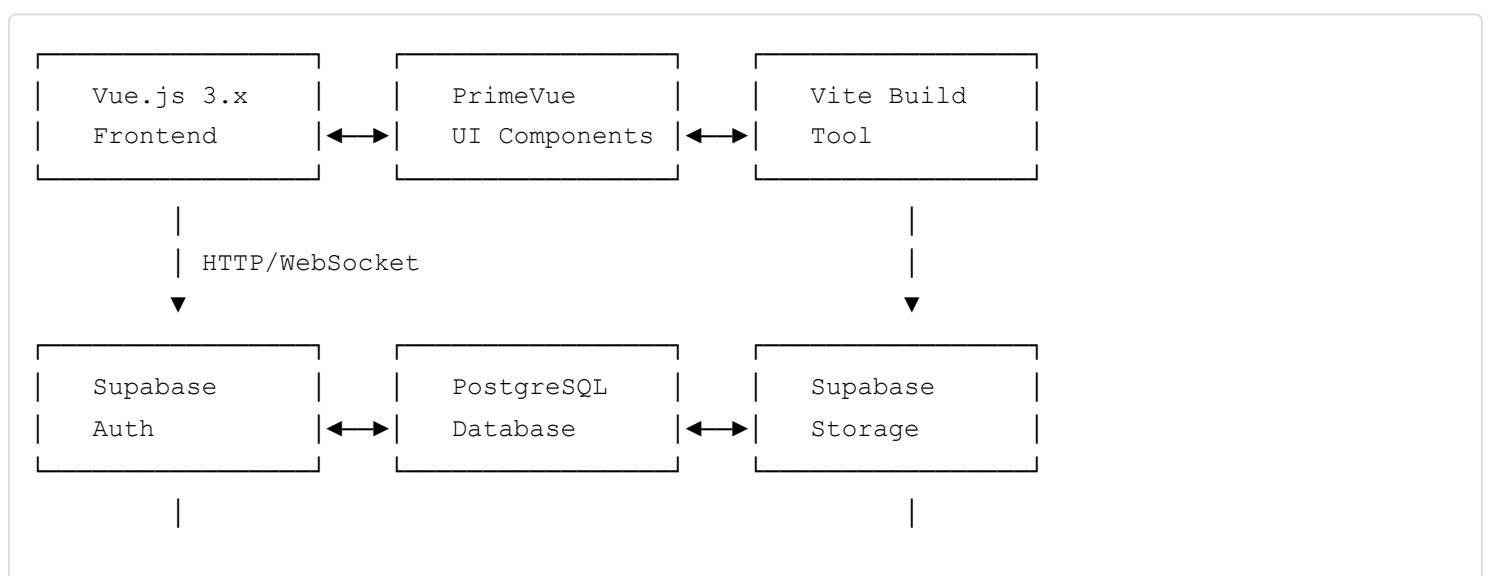 Vue.js 3.x PrimeVue Vite Build
Frontend UI Components Tool
HTTP/WebSocket
Supabase PostgreSQL Supabase
Auth Database Storage